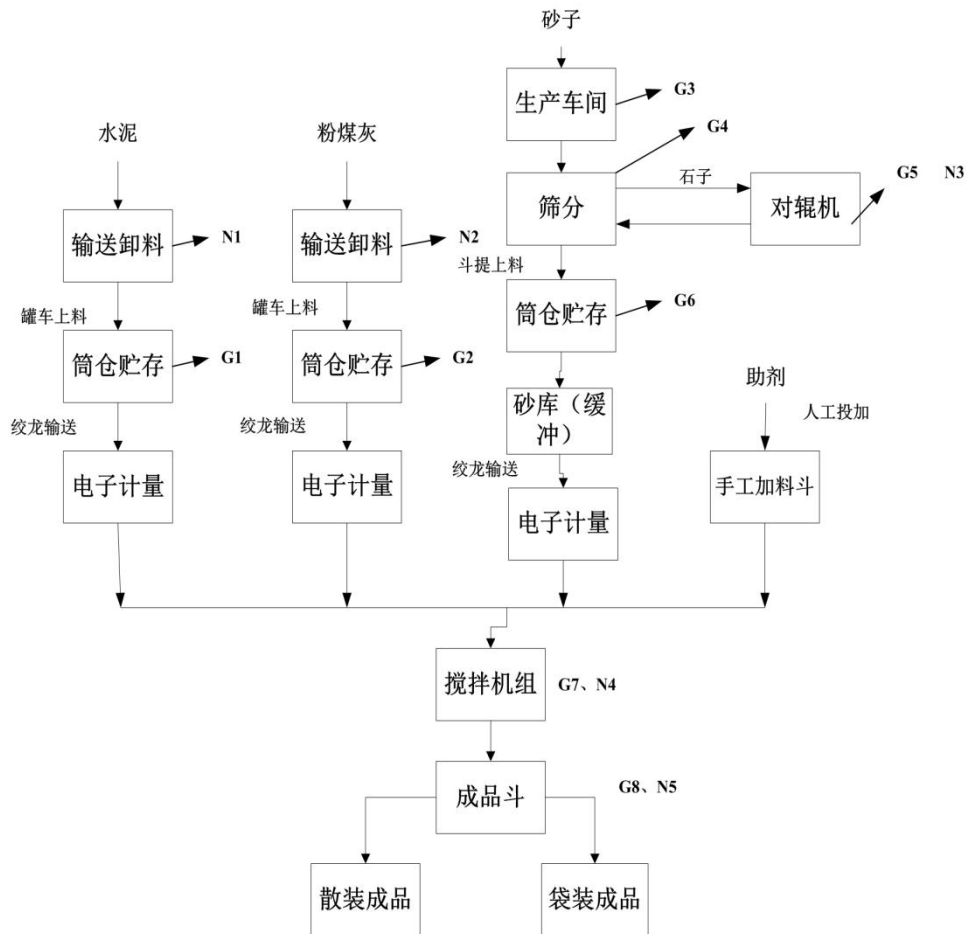 砂子
生产车间
G3
G4
水泥
粉煤灰
石子
G5 N3
筛分
对辊机
输送卸料
N1
输送卸料
N2
斗提上料
罐车上料
罐车上料
筒仓贮存
G6
筒仓贮存
G1
筒仓贮存
G2
助剂
砂库（缓
冲）
人工投加
绞龙输送
绞龙输送
绞龙输送
电子计量
电子计量
手工加料斗
电子计量
搅拌机组
G7、N4
成品斗
G8、N5
散装成品
袋装成品